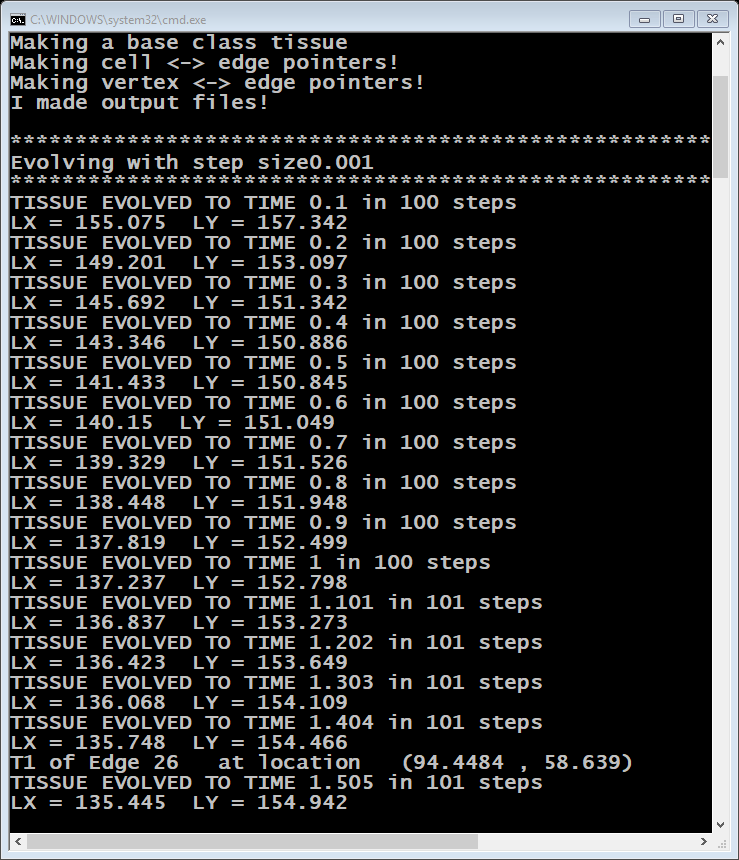 C:\WINDOWS\system32\cmd.exe
Making a base class tissue
Making cell <-> edge pointers!
Making vertex <-> edge pointers!
I made output files!
******************************************************
Evolving with step size0.001
******************************************************
TISSUE EVOLVED TO TIME 0.1 in 100 steps
LX = 155.075  LY = 157.342
TISSUE EVOLVED TO TIME 0.2 in 100 steps
LX = 149.201  LY = 153.097
TISSUE EVOLVED TO TIME 0.3 in 100 steps
LX = 145.692  LY = 151.342
TISSUE EVOLVED TO TIME 0.4 in 100 steps
LX = 143.346  LY = 150.886
TISSUE EVOLVED TO TIME 0.5 in 100 steps
LX = 141.433  LY = 150.845
TISSUE EVOLVED TO TIME 0.6 in 100 steps
LX = 140.15  LY = 151.049
TISSUE EVOLVED TO TIME 0.7 in 100 steps
LX = 139.329  LY = 151.526
TISSUE EVOLVED TO TIME 0.8 in 100 steps
LX = 138.448  LY = 151.948
TISSUE EVOLVED TO TIME 0.9 in 100 steps
LX = 137.819  LY = 152.499
TISSUE EVOLVED TO TIME 1 in 100 steps
LX = 137.237  LY = 152.798
TISSUE EVOLVED TO TIME 1.101 in 101 steps
LX = 136.837  LY = 153.273
TISSUE EVOLVED TO TIME 1.202 in 101 steps
LX = 136.423  LY = 153.649
TISSUE EVOLVED TO TIME 1.303 in 101 steps
LX = 136.068  LY = 154.109
TISSUE EVOLVED TO TIME 1.404 in 101 steps
LX = 135.748  LY = 154.466
T1 of Edge 26   at location   (94.4484 , 58.639)
TISSUE EVOLVED TO TIME 1.505 in 101 steps
LX = 135.445  LY = 154.942